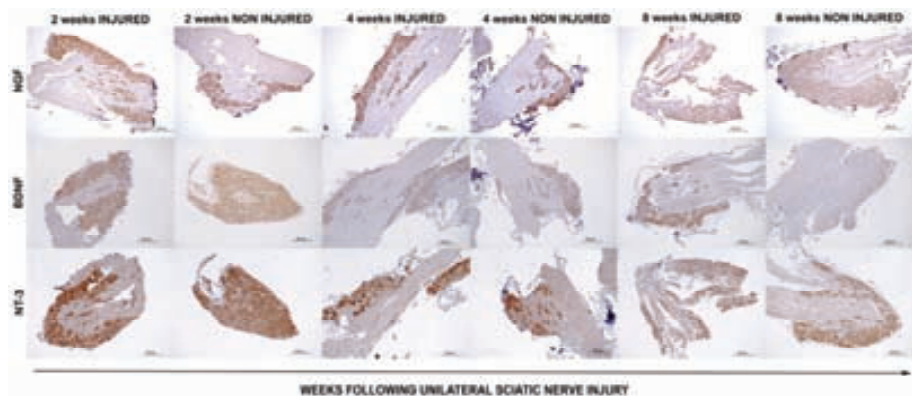 2 weeks INJURED 2 weeks NON INJURED 4 weeks INJURED 4 weeks NON INJURED 8 weeks INJURED 8 weeks NON INJURED
NGF
BDNF
NT-3
WEEKS FOLLOWING UNILATERAL SCIATIC NERVE INJURY